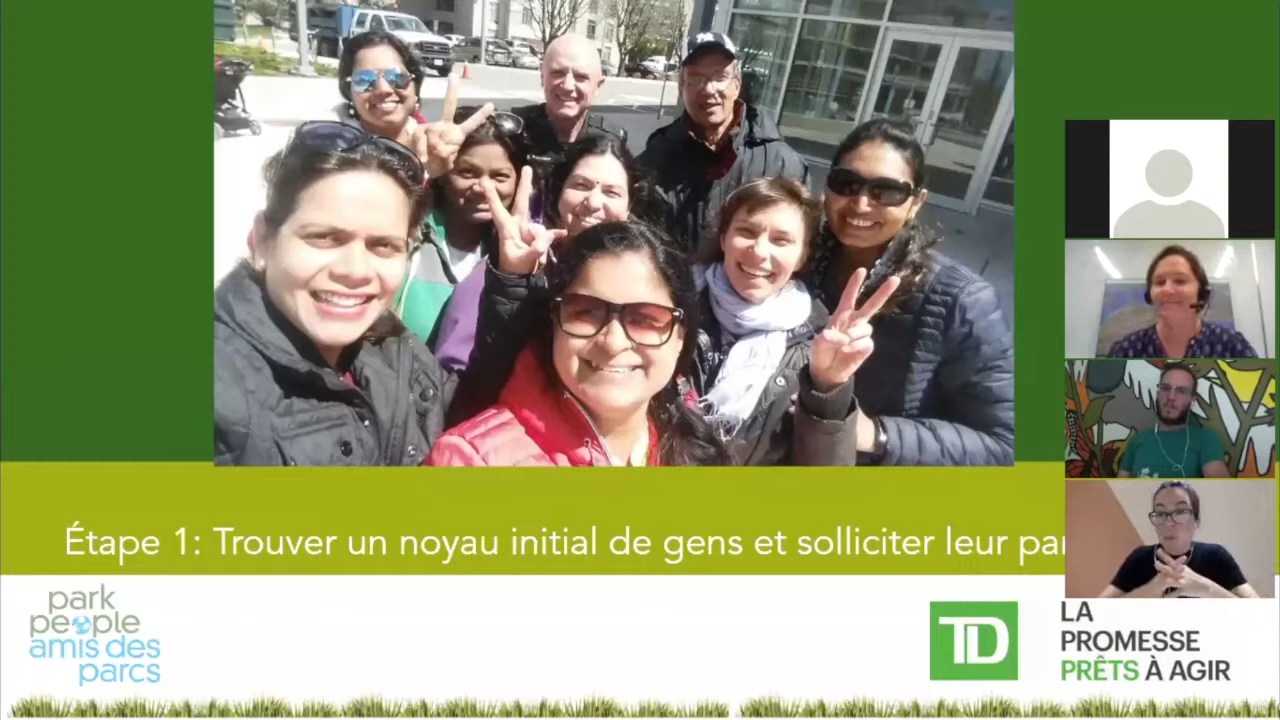 Étape 1: Trouver un noyau initial de gens et solliciter leur
park
people
amis des
parcs
TD
LA
PROMESSE
PRÊTS À AGIR